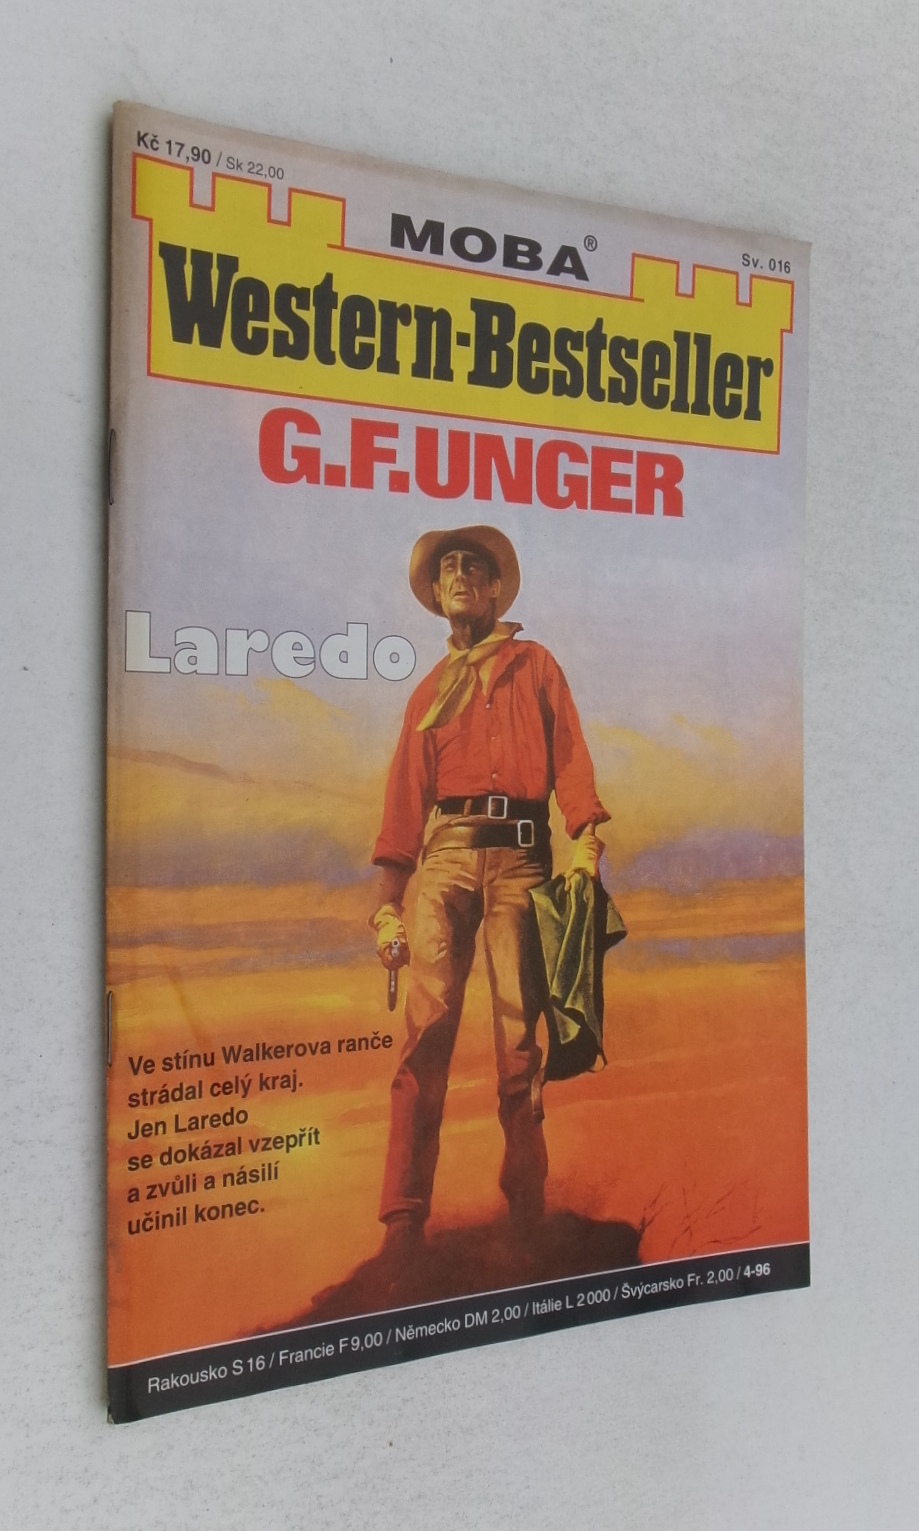 Kč 17,90 / Sk 22,00
MOBA®
Sv. 016
Western-Bestseller
G.F.UNGER
Laredo
Ve stínu Walkerova ranče
strádal celý kraj.
Jen Laredo
se dokázal vzepřít
a zvůli a násilí
učinil konec.
Rakousko S 16 / Francie F 9,00 / Německo DM 2,00 / Itálie L 2 000 / Švýcarsko Fr. 2,00 / 4-96